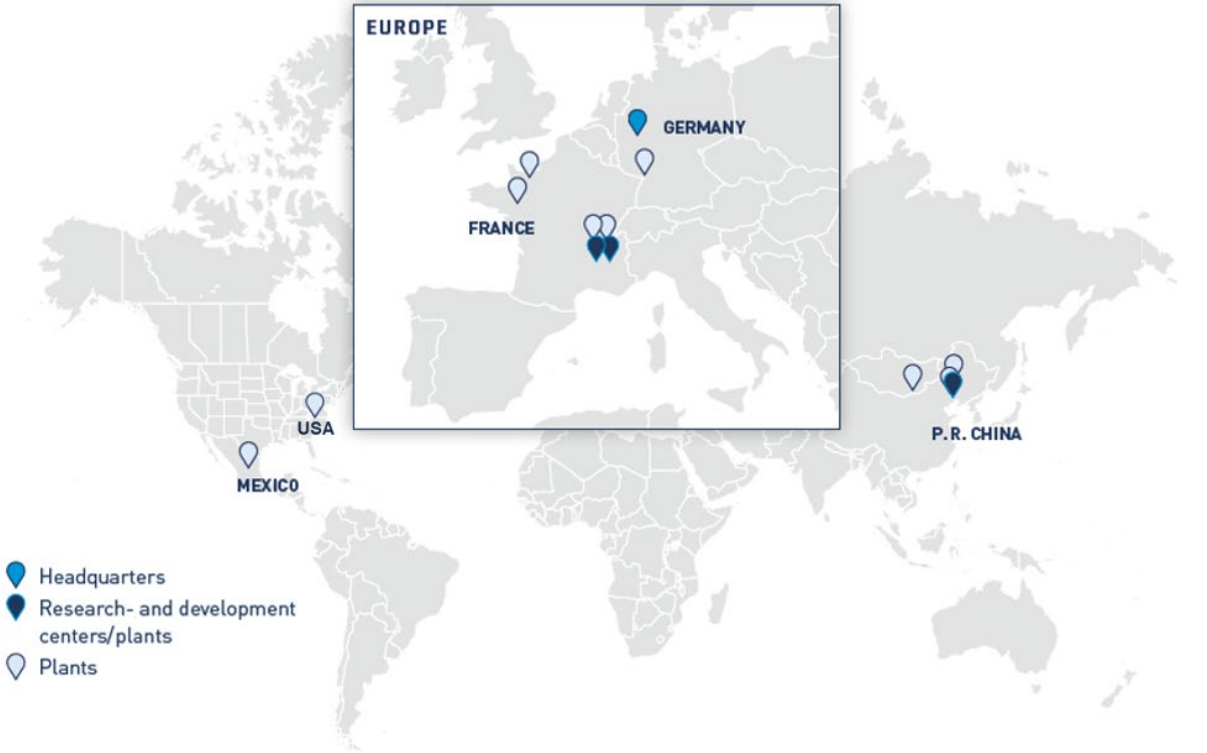 EUROPE
GERMANY
FRANCE
USA
P.R. CHINA
MEXICO
Headquarters
Research- and development
centers/plants
Plants